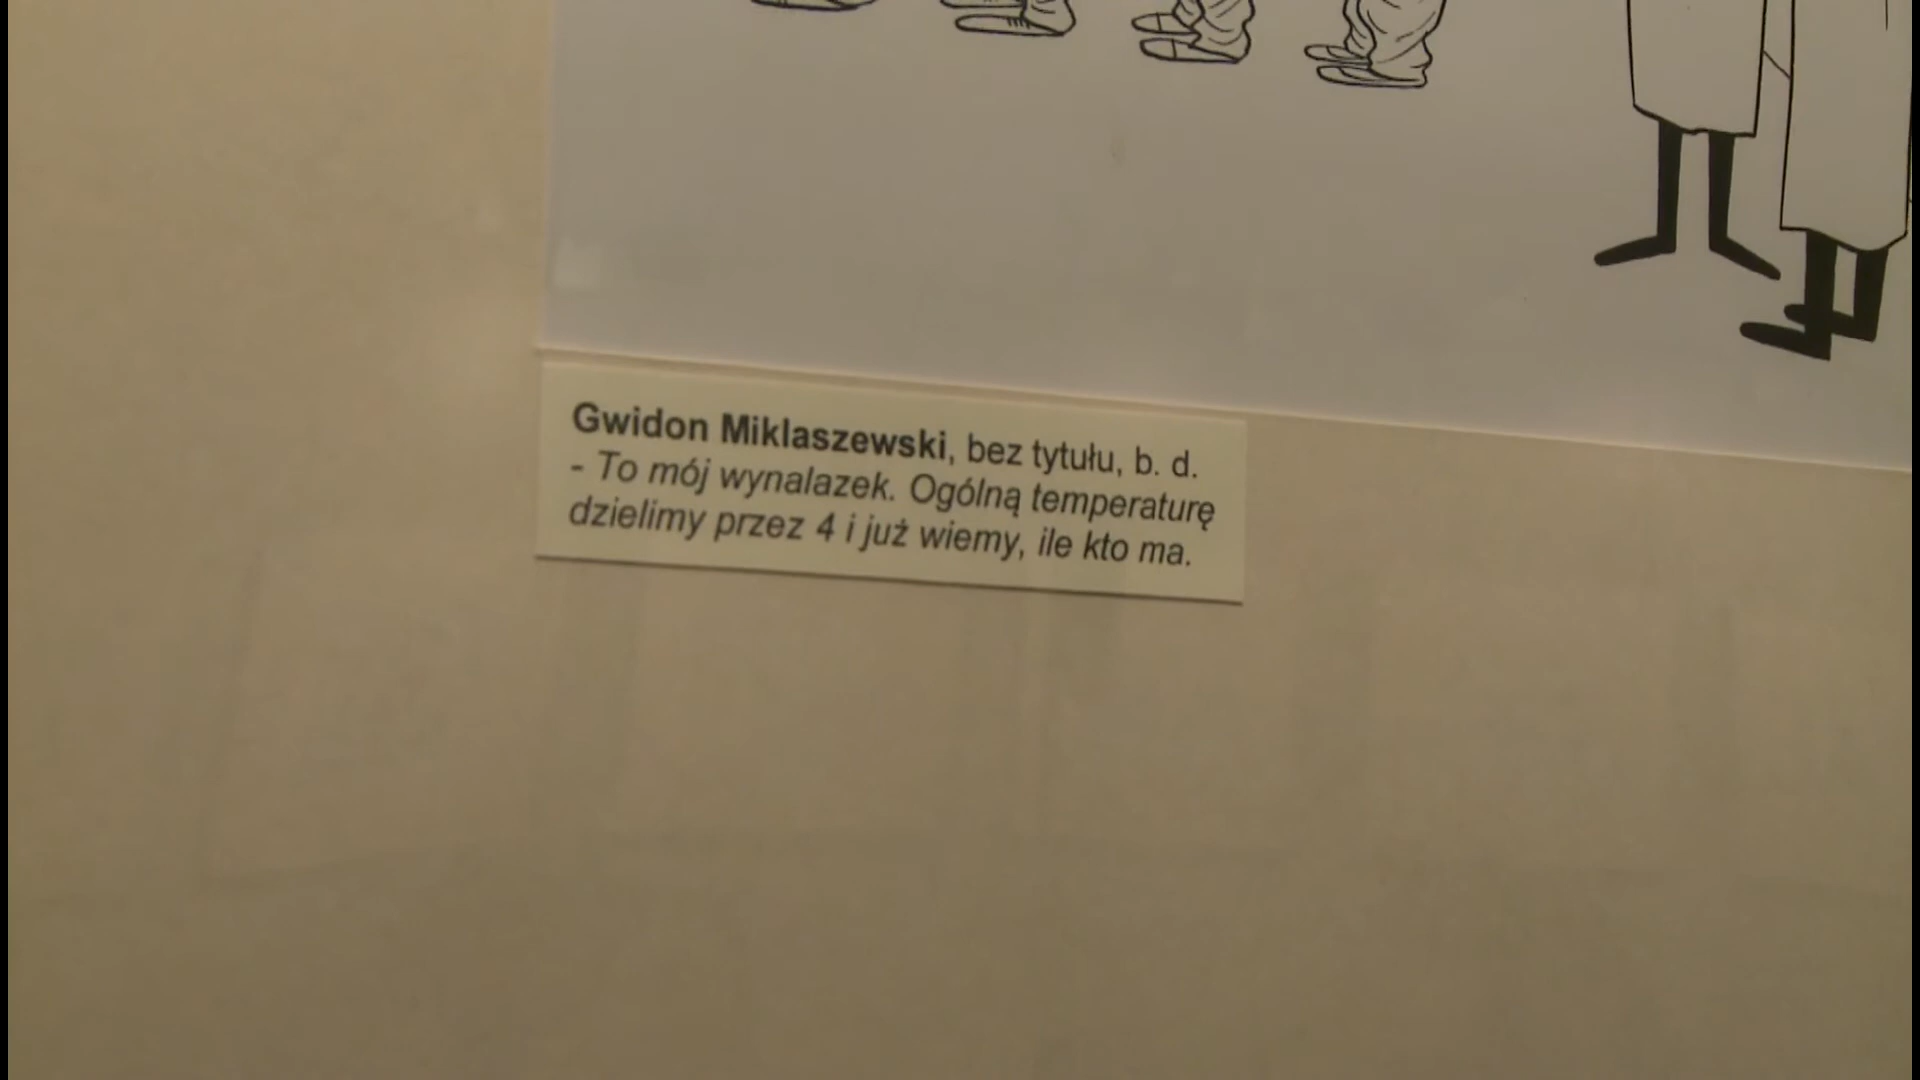 Gwidon Miklaszewski, bez tytułu, b. d.
- To mój wynalazek. Ogólną temperaturę
dzielimy przez 4 i już wiemy, ile kto ma.